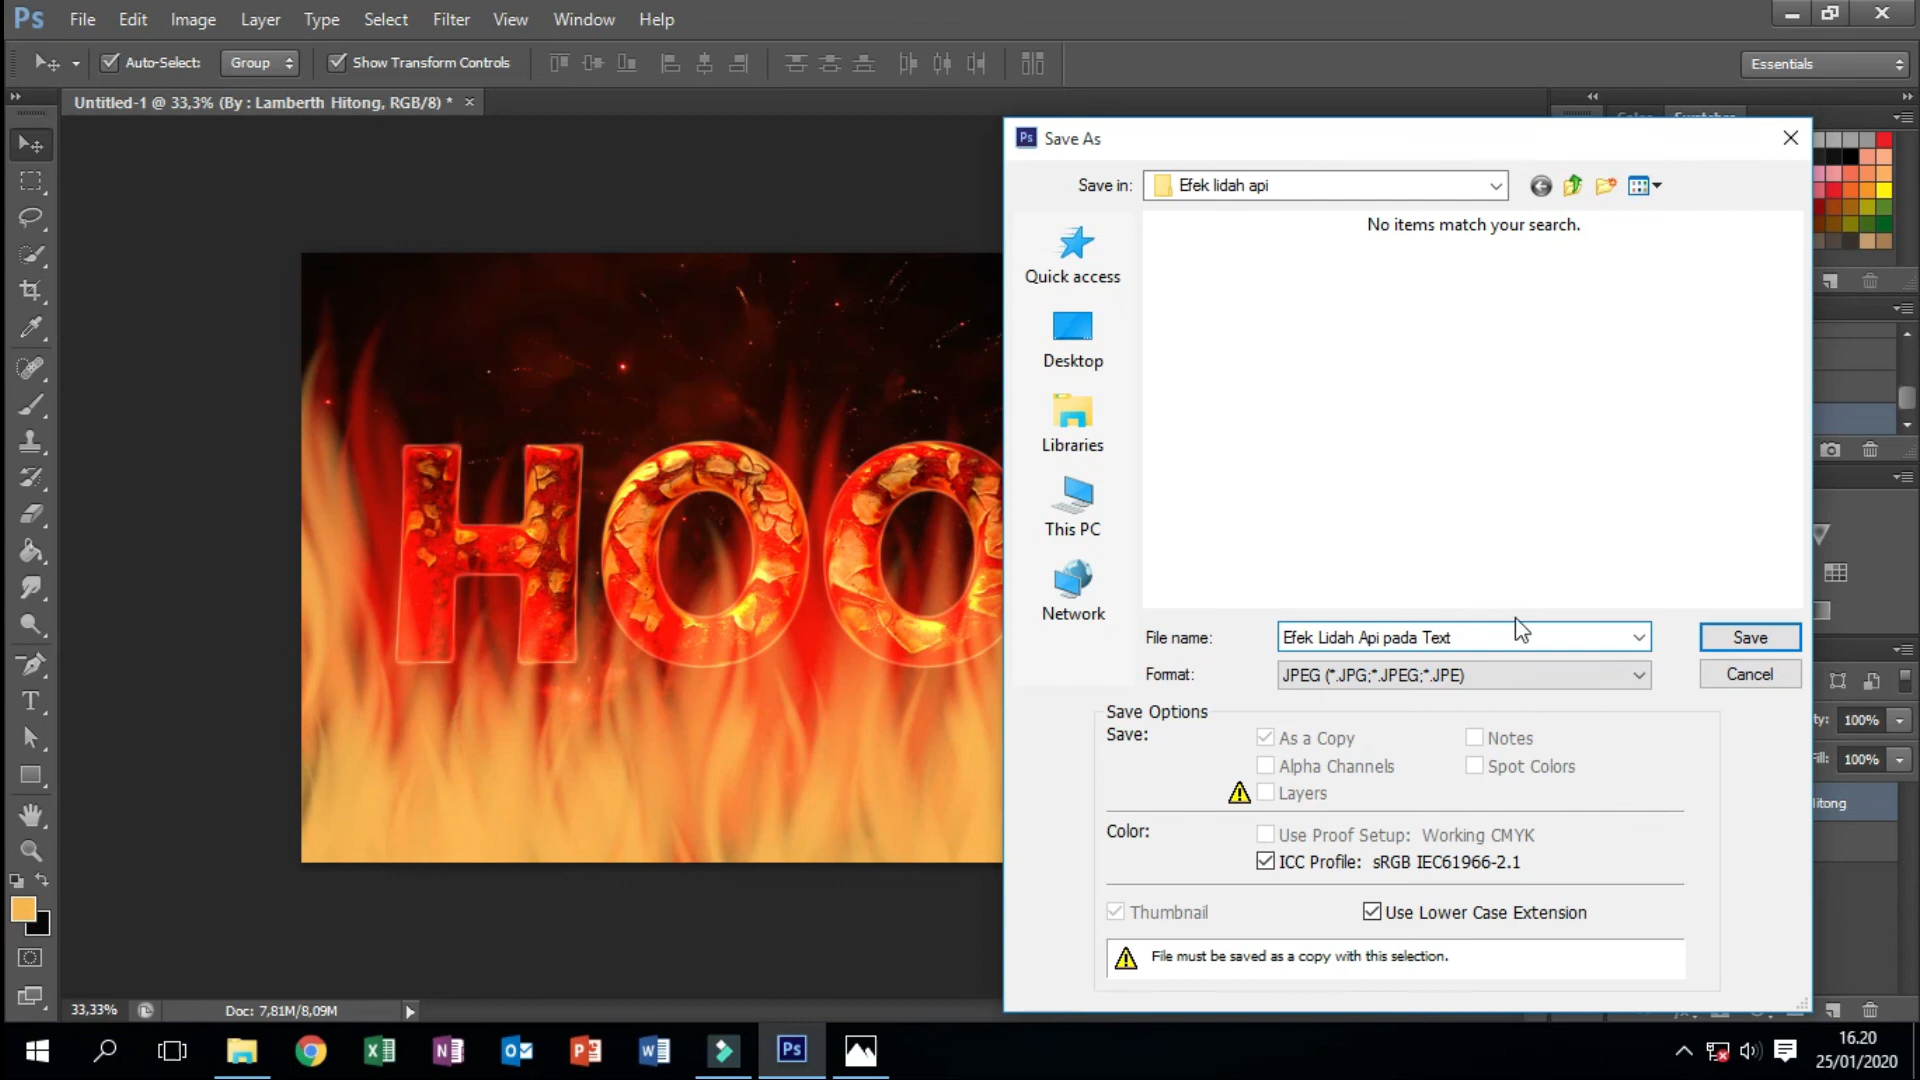 Ps File Edit Image Layer Type Select Filter View Window Help
Auto-Select: Group Show Transform Controls Essentials
Untitled-1 @ 33,3% (By : Lamberth Hitong, RGB/8) *
Ps Save As
Save in: Efek lidah api
No items match your search.
Quick access
Desktop
Libraries
This PC
Network
HOO
File name: Efek Lidah Api pada Text Save
Format: JPEG (*.JPG;*.JPEG;*.JPE) Cancel
Save Options
Save: As a Copy Notes
Alpha Channels Spot Colors
Layers
100%
100%
Color: Use Proof Setup: Working CMYK
ICC Profile: sRGB IEC61966-2.1
Thumbnail Use Lower Case Extension
File must be saved as a copy with this selection.
33,33% Doc: 7,81M/8,09M
Ps
16.20
25/01/2020